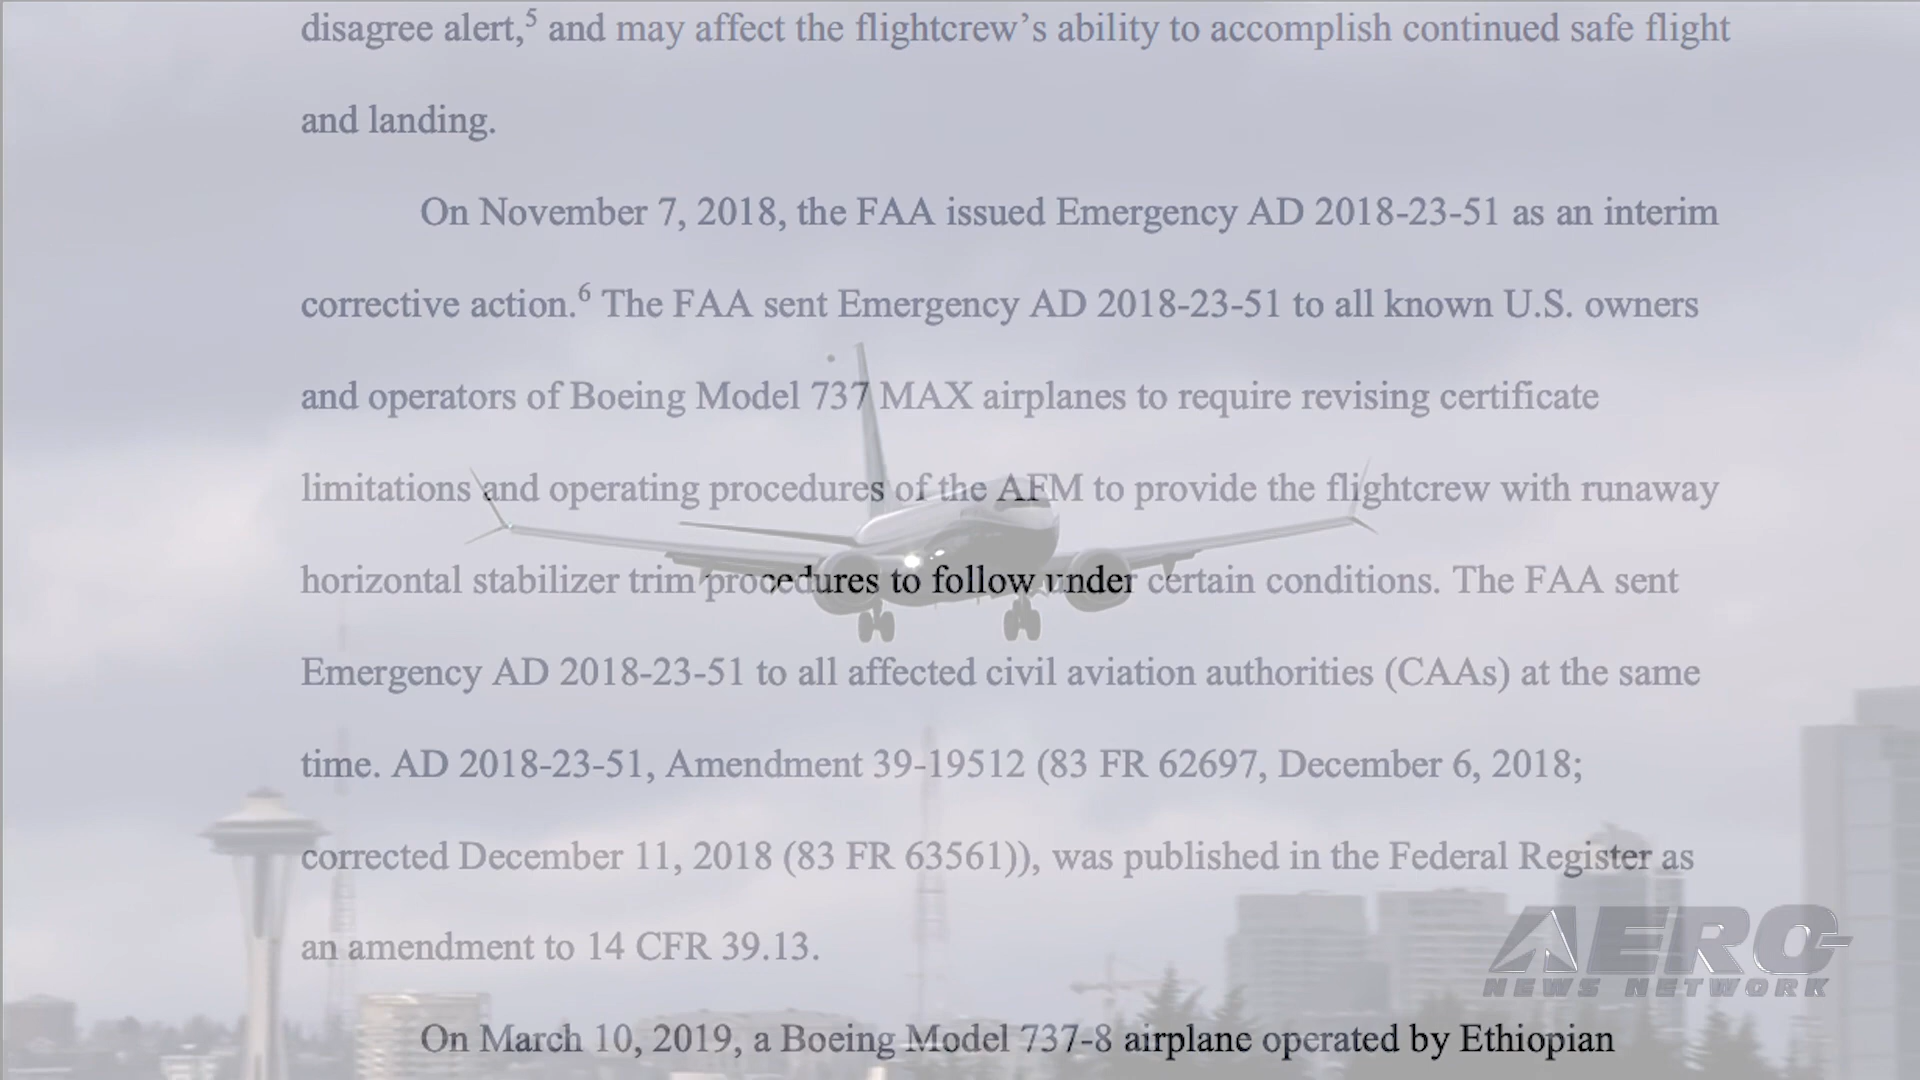 disagree alert,5 and may affect the flightcrew’s ability to accomplish continued safe flight
and landing.
On November 7, 2018, the FAA issued Emergency AD 2018-23-51 as an interim
corrective action.6 The FAA sent Emergency AD 2018-23-51 to all known U.S. owners
and operators of Boeing Model 737 MAX airplanes to require revising certificate
limitations and operating procedures of the AFM to provide the flightcrew with runaway
horizontal stabilizer trim procedures to follow under certain conditions. The FAA sent
Emergency AD 2018-23-51 to all affected civil aviation authorities (CAAs) at the same
time. AD 2018-23-51, Amendment 39-19512 (83 FR 62697, December 6, 2018;
corrected December 11, 2018 (83 FR 63561)), was published in the Federal Register as
an amendment to 14 CFR 39.13.
On March 10, 2019, a Boeing Model 737-8 airplane operated by Ethiopian
AERO-
NEWS NETWORK